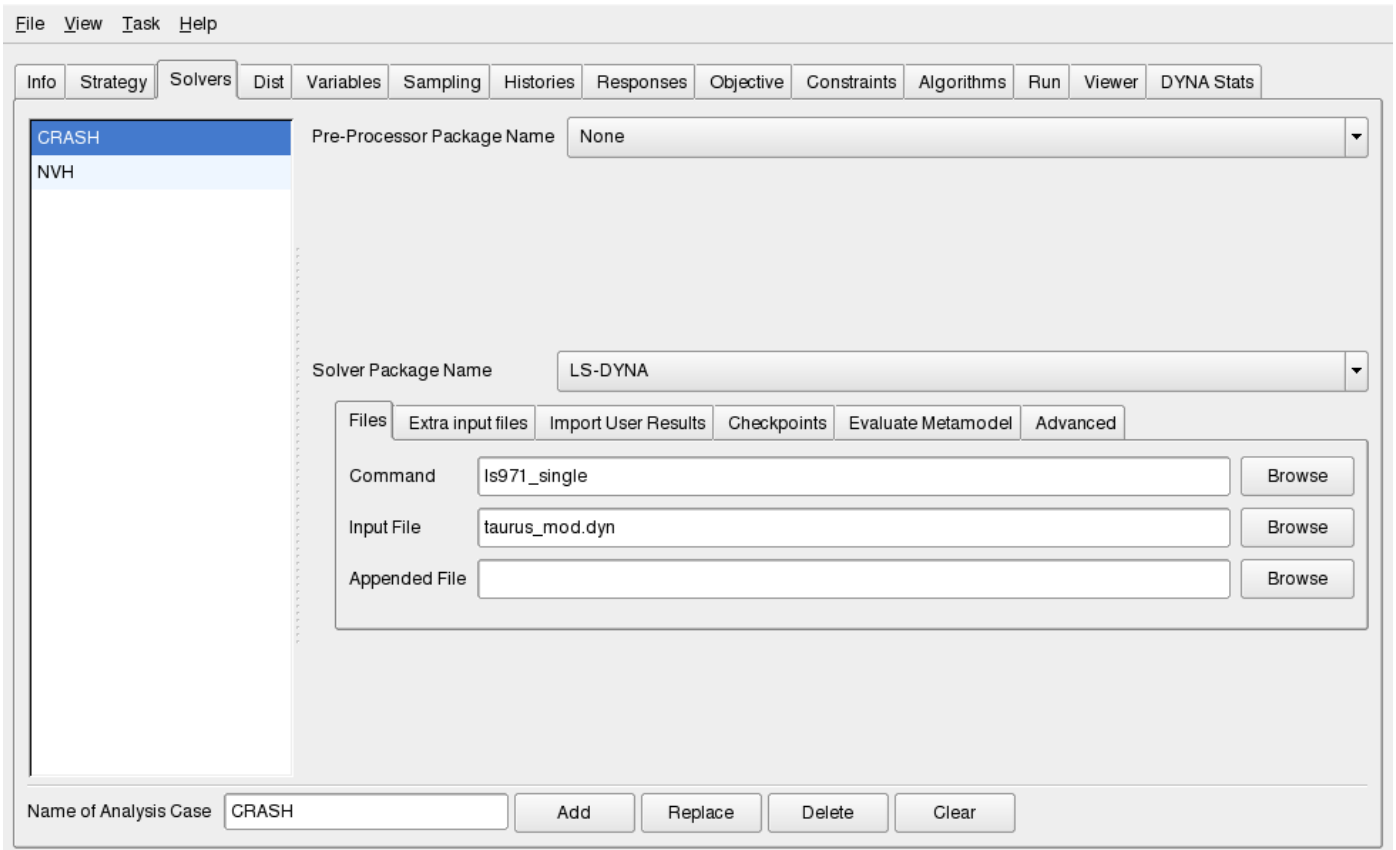 File View Task Help
Info Strategy Solvers Dist Variables Sampling Histories Responses Objective Constraints Algorithms Run Viewer DYNA Stats
CRASH
NVH
Pre-Processor Package Name None
Solver Package Name LS-DYNA
Files Extra input files Import User Results Checkpoints Evaluate Metamodel Advanced
Command ls971_single Browse
Input File taurus_mod.dyn Browse
Appended File Browse
Name of Analysis Case CRASH Add Replace Delete Clear